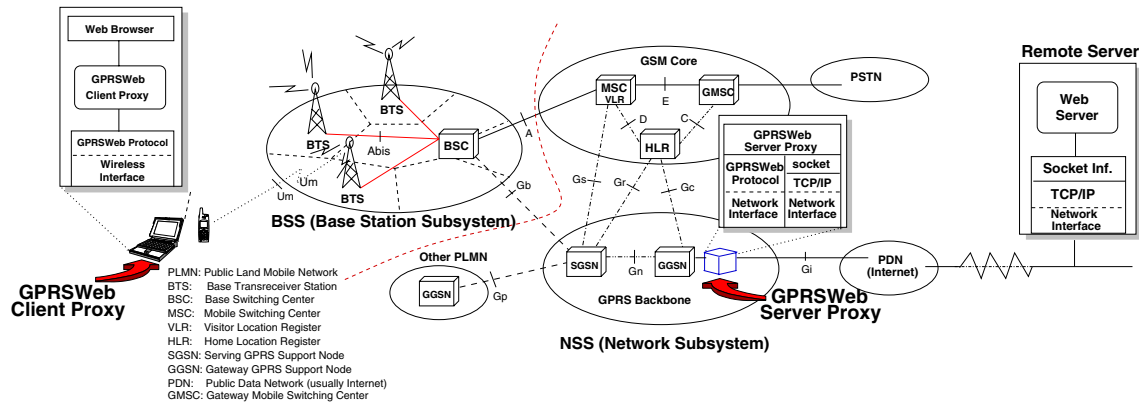 Web Browser
GPRSWeb
Client Proxy
GPRSWeb Protocol
Wireless
Interface
GPRSWeb
Client Proxy
Um
Um
BTS
BTS
BTS
Abis
BSC
A
Gb
BSS (Base Station Subsystem)
GSM Core
MSC
VLR
E
GMSC
D
C
HLR
PSTN
Gs
Gr
Gc
GPRSWeb
Server Proxy
GPRSWeb
Protocol
Network
Interface
socket
TCP/IP
Network
Interface
Remote Server
Web
Server
Socket Inf.
TCP/IP
Network
Interface
Other PLMN
GGSN
Gp
SGSN
Gn
GGSN
GPRS Backbone
Gi
PDN
(Internet)
GPRSWeb
Server Proxy
NSS (Network Subsystem)
PLMN: Public Land Mobile Network
BTS: Base Transreceiver Station
BSC: Base Switching Center
MSC: Mobile Switching Center
VLR: Visitor Location Register
HLR: Home Location Register
SGSN: Serving GPRS Support Node
GGSN: Gateway GPRS Support Node
PDN: Public Data Network (usually Internet)
GMSC: Gateway Mobile Switching Center